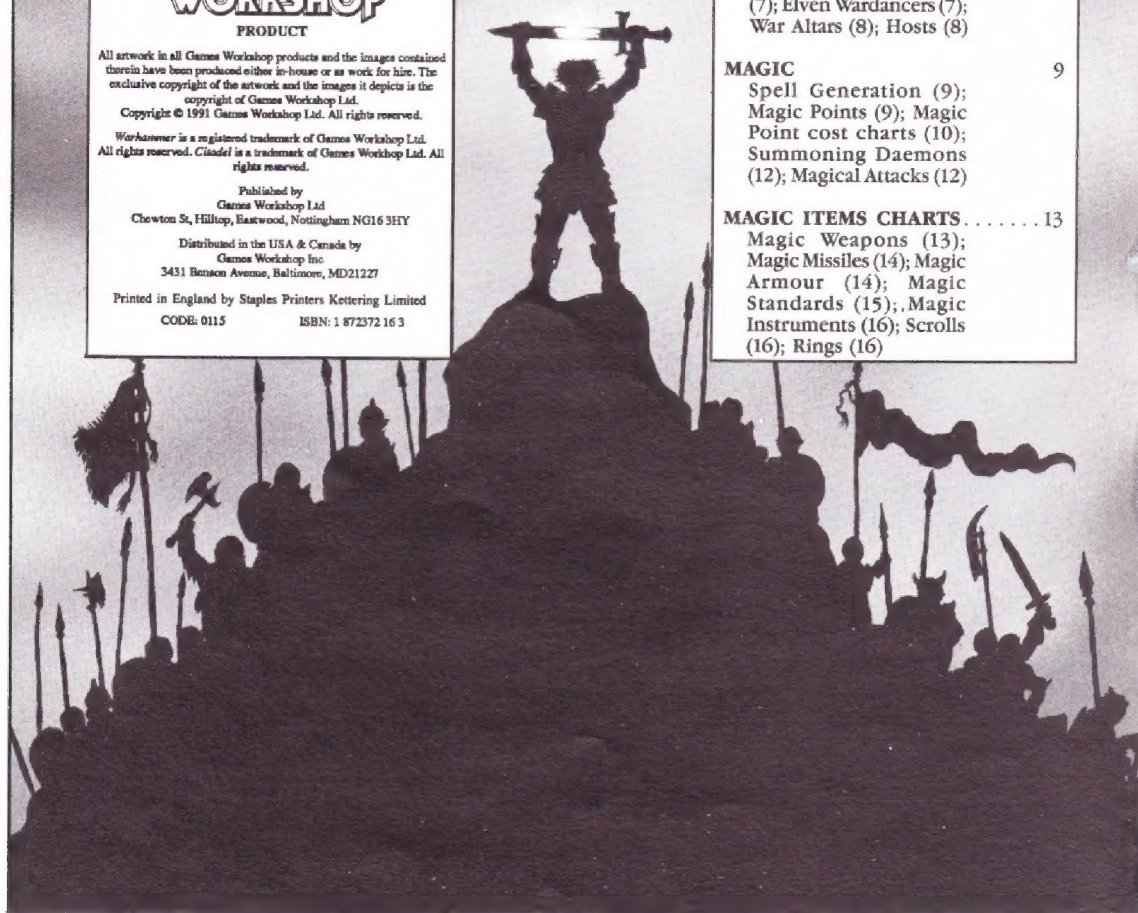 WORKSHOP
PRODUCT
All artwork in all Games Workshop products and the images contained
therein have been produced either in-house or as work for hire. The
exclusive copyright of the artwork and the images it depicts is the
copyright of Games Workshop Ltd.
Copyright © 1991 Games Workshop Ltd. All rights reserved.
Warhammer is a registered trademark of Games Workshop Ltd.
All rights reserved. Citadel is a trademark of Games Workhop Ltd. All
rights reserved.
Published by
Games Workshop Ltd
Chewton St, Hilltop, Eastwood, Nottingham NG16 3HY
Distributed in the USA & Canada by
Games Workshop Inc
3431 Benson Avenue, Baltimore, MD21227
Printed in England by Staples Printers Kettering Limited
CODE: 0115 ISBN: 1 872372 16 3
(7); Elven Wardancers (7);
War Altars (8); Hosts (8)
MAGIC 9
Spell Generation (9);
Magic Points (9); Magic
Point cost charts (10);
Summoning Daemons
(12); Magical Attacks (12)
MAGIC ITEMS CHARTS . . . . . . . 13
Magic Weapons (13);
Magic Missiles (14); Magic
Armour (14); Magic
Standards (15); Magic
Instruments (16); Scrolls
(16); Rings (16)